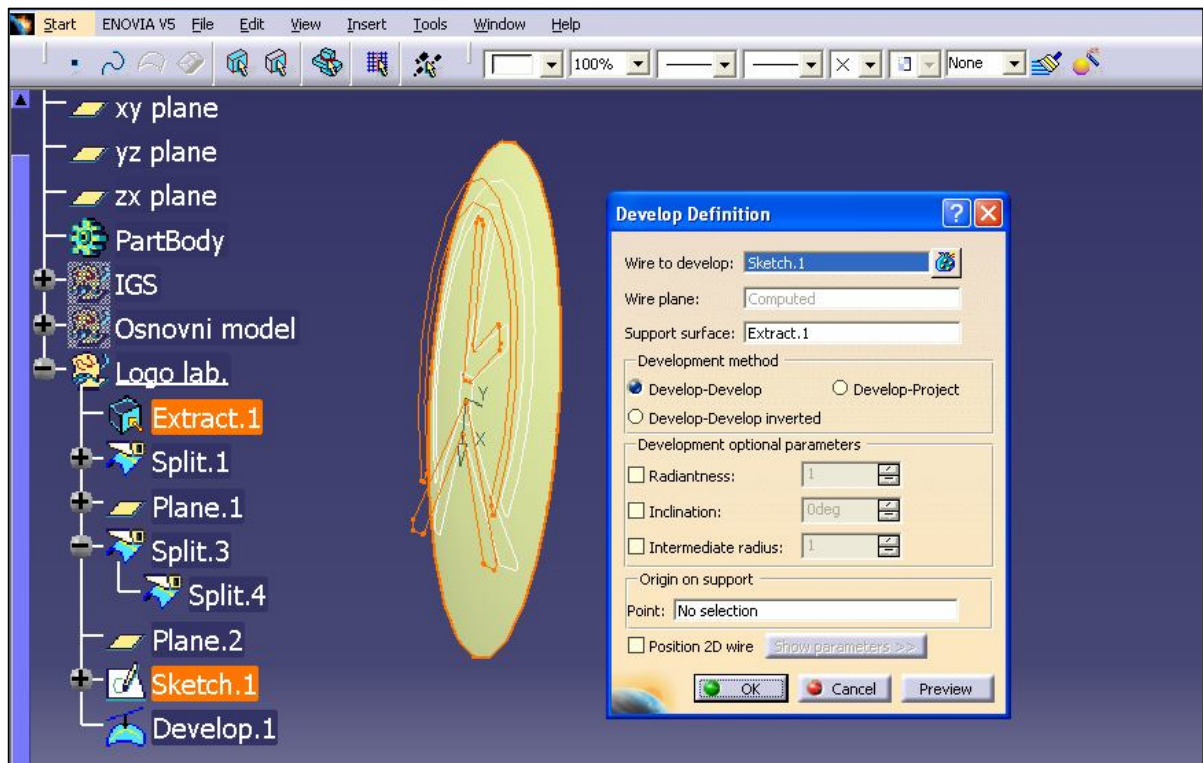 Start ENOVIA V5 File Edit View Insert Tools Window Help
100% None
xy plane
yz plane
zx plane
PartBody
IGS
Osnovni model
Logo lab.
Extract.1
Split.1
Plane.1
Split.3
Split.4
Plane.2
Sketch.1
Develop.1
Y
X
Develop Definition
Wire to develop: Sketch.1
Wire plane: Computed
Support surface: Extract.1
Development method
Develop-Develop Develop-Project
Develop-Develop inverted
Development optional parameters
Radiantness: 1
Inclination: 0deg
Intermediate radius: 1
Origin on support
Point: No selection
Position 2D wire Show parameters >>
OK Cancel Preview